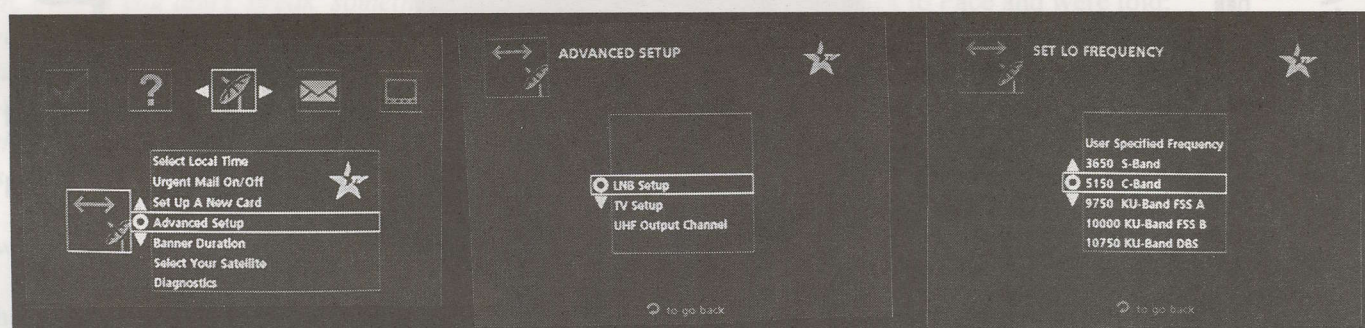 Select Local Time
Urgent Mail On/Off
Set Up A New Card
Advanced Setup
Banner Duration
Select Your Satellite
Diagnostics
ADVANCED SETUP
LNB Setup
TV Setup
UHF Output Channel
to go back
SET LO FREQUENCY
User Specified Frequency
3650 S-Band
5150 C-Band
9750 KU-Band FSS A
10000 KU-Band FSS B
10750 KU-Band DBS
to go back